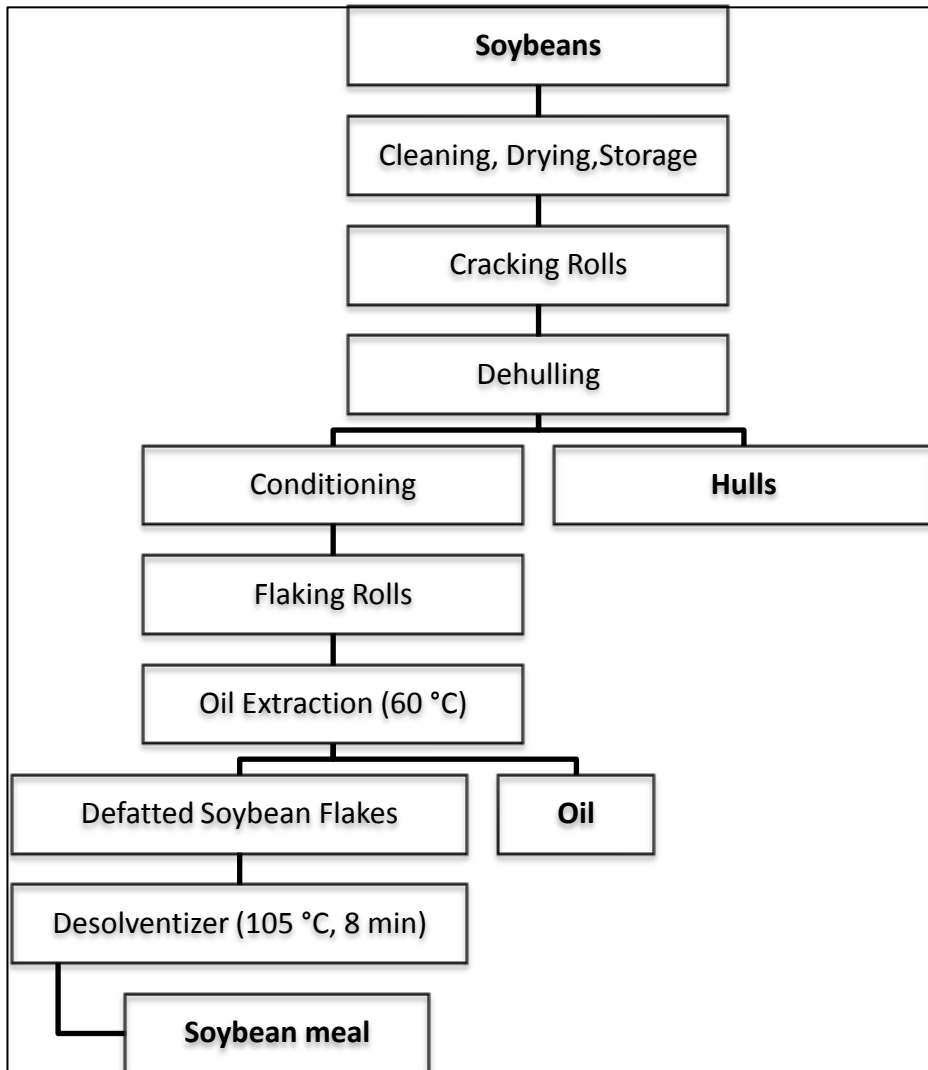 Soybeans
Cleaning, Drying,Storage
Cracking Rolls
Dehulling
Conditioning
Hulls
Flaking Rolls
Oil Extraction (60 °C)
Defatted Soybean Flakes
Oil
Desolventizer (105 °C, 8 min)
Soybean meal